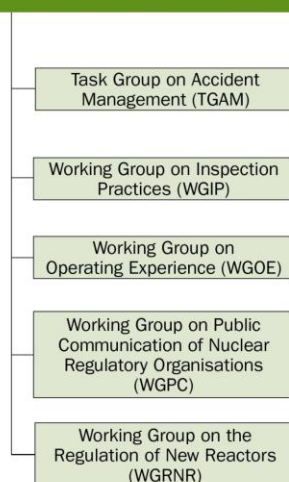 Task Group on Accident
Management (TGAM)
Working Group on Inspection
Practices (WGIP)
Working Group on
Operating Experience (WGOE)
Working Group on Public
Communication of Nuclear
Regulatory Organisations
(WGPC)
Working Group on the
Regulation of New Reactors
(WGRNR)